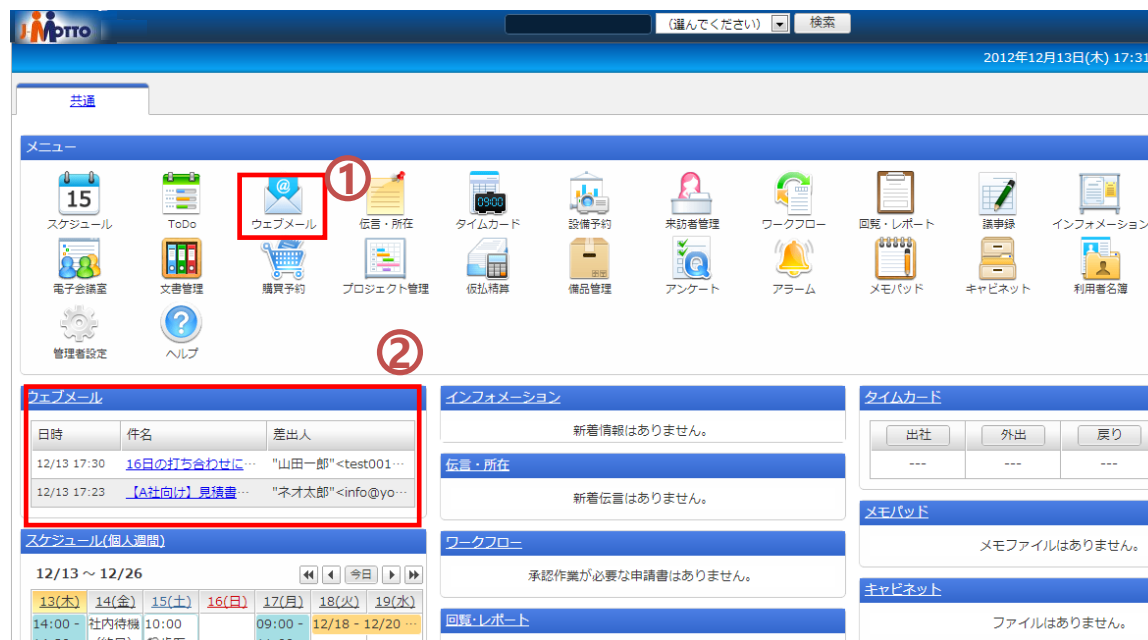 J-MOTTO
(選んでください) 検索
2012年12月13日(木) 17:31
共通
メニュー
①
15 09:00
スケジュール ToDo ウェブメール 伝言・所在 タイムカード 設備予約 来訪者管理 ワークフロー 回覧・レポート 議事録 インフォメーション
電子会議室 文書管理 購買予約 プロジェクト管理 仮払精算 備品管理 アンケート アラーム メモパッド キャビネット 利用者名簿
管理者設定 ヘルプ
②
ウェブメール インフォメーション タイムカード
新着情報はありません。
日時 件名 差出人
出社 外出 戻り
12/13 17:30 16日の打ち合わせに… "山田一郎"<test001…
伝言・所在
--- --- ---
12/13 17:23 【A社向け】見積書… "ネオ太郎"<info@yo…
新着伝言はありません。
メモパッド
スケジュール(個人週間) ワークフロー
メモファイルはありません。
12/13 ～ 12/26 今日
承認作業が必要な申請書はありません。
キャビネット
13(木) 14(金) 15(土) 16(日) 17(月) 18(火) 19(水)
回覧・レポート
14:00 - 社内待機 10:00 09:00 - 12/18 - 12/20 …
ファイルはありません。